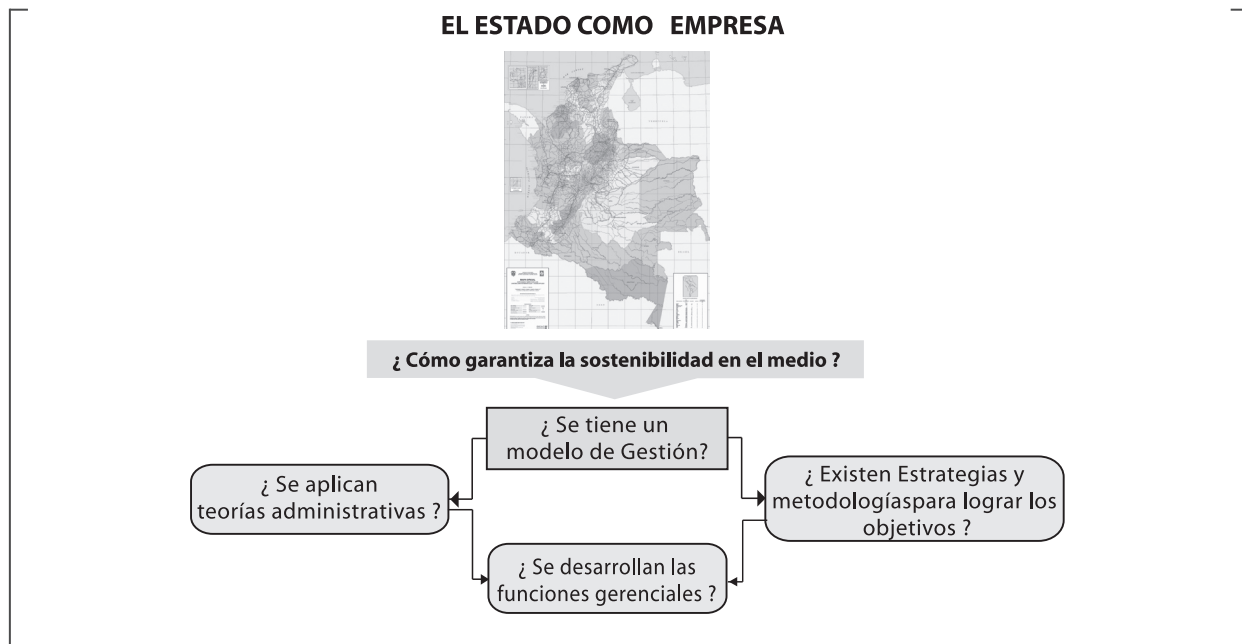 EL ESTADO COMO EMPRESA
¿ Cómo garantiza la sostenibilidad en el medio ?
¿ Se tiene un
modelo de Gestión?
¿ Se aplican
teorías administrativas ?
¿ Existen Estrategias y
metodologíaspara lograr los
objetivos ?
¿ Se desarrollan las
funciones gerenciales ?